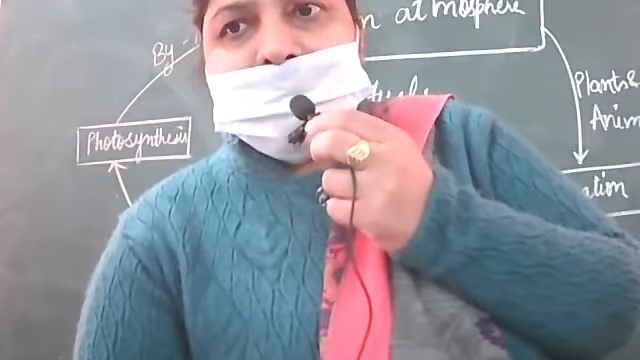 n atmosphere
By
Plants &
Anim
Photosynthesis
ation